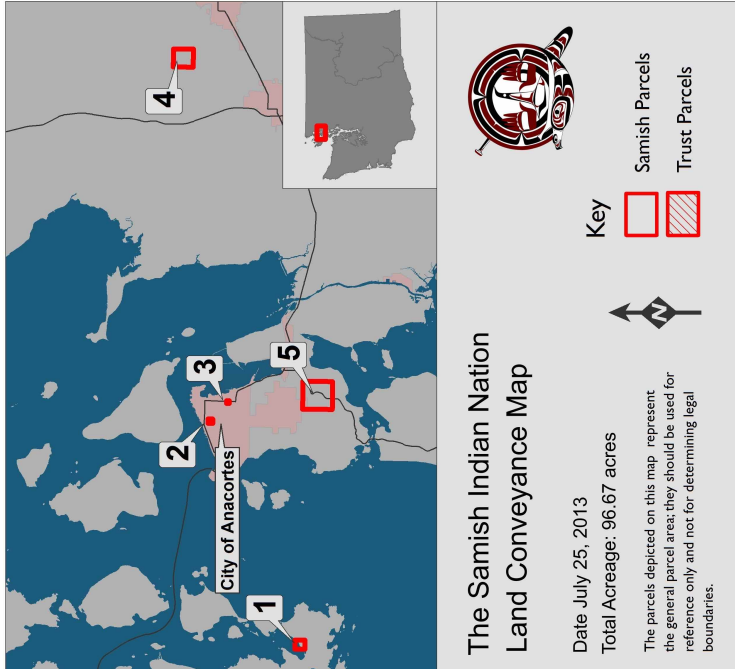 4
3
5
2
City of Anacortes
1
The Samish Indian Nation
Land Conveyance Map
Date July 25, 2013
Total Acreage: 96.67 acres
The parcels depicted on this map represent
the general parcel area; they should be used for
reference only and not for determining legal
boundaries.
N
Key
Samish Parcels
Trust Parcels